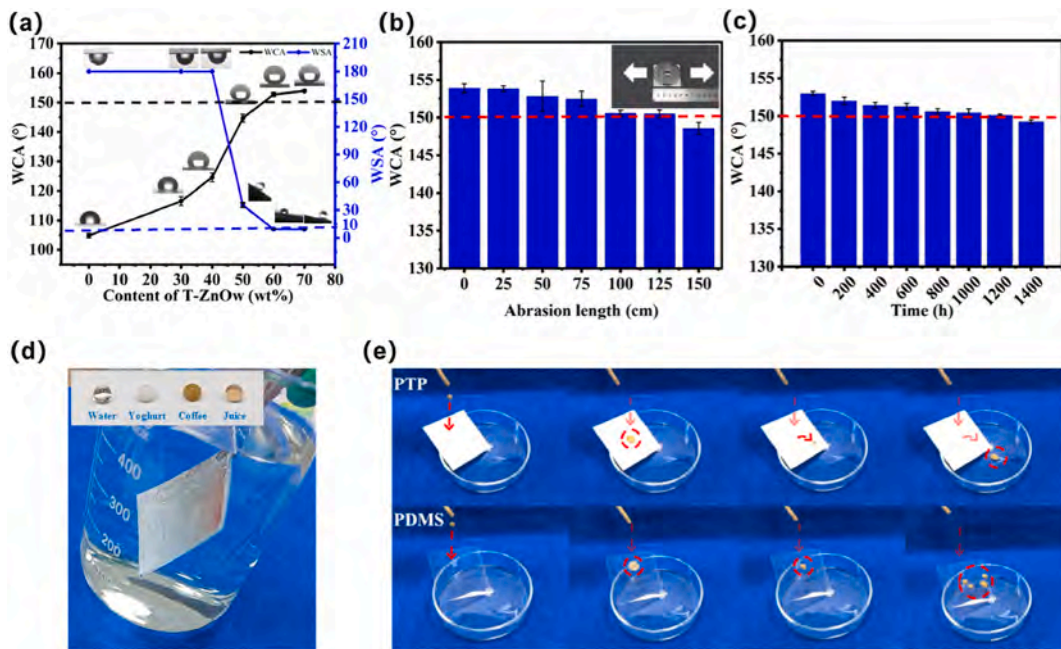 (a)
170
160
150
140
130
120
110
100
WCA (°)
WCA
WSA
210
180
150
120
90
60
30
10
0
WSA (°)
0 10 20 30 40 50 60 70 80
Content of T-ZnOw (wt%)
(b)
160
155
150
145
140
135
130
WCA (°)
0 25 50 75 100 125 150
Abrasion length (cm)
(c)
160
155
150
145
140
135
130
WCA (°)
0 200 400 600 800 1000 1200 1400
Time (h)
(d)
Water Yoghurt Coffee Juice
400
300
200
(e)
PTP
PDMS